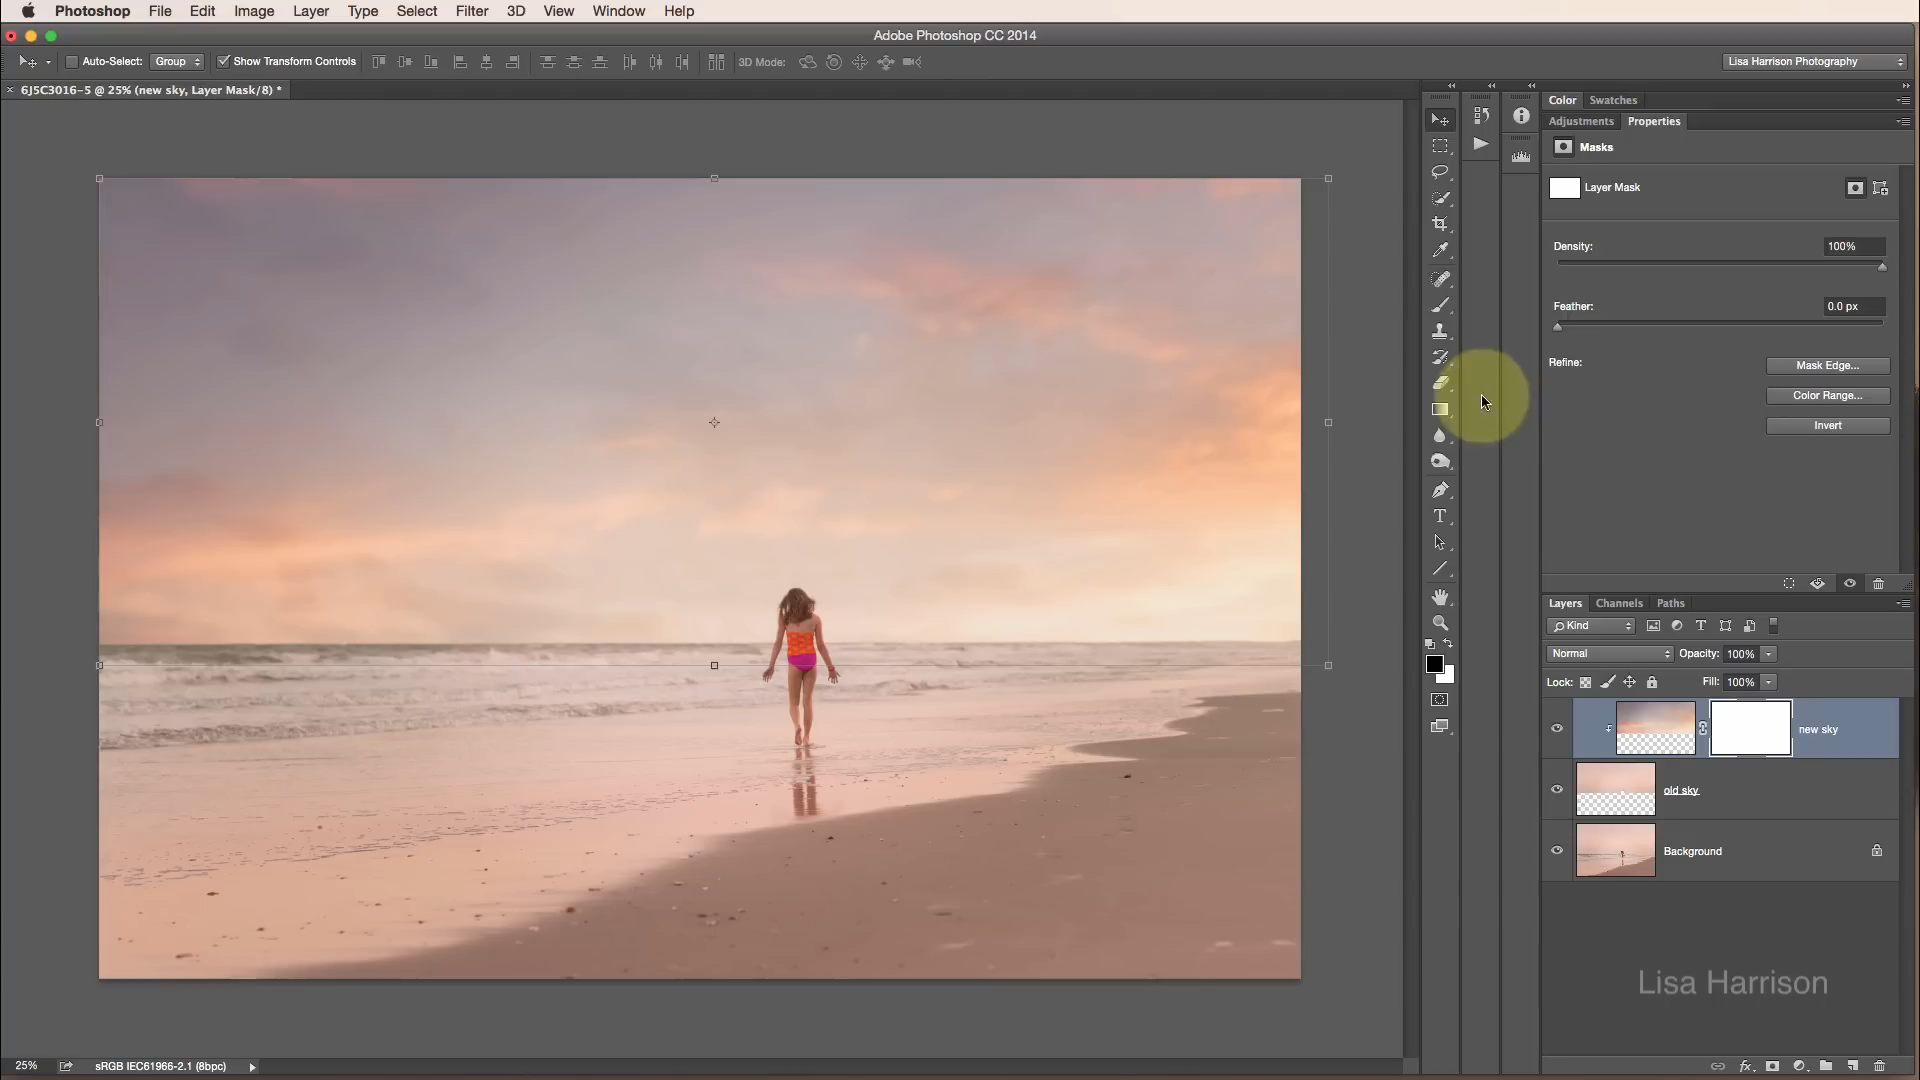 Photoshop File Edit Image Layer Type Select Filter 3D View Window Help
Adobe Photoshop CC 2014
Auto-Select: Group Show Transform Controls 3D Mode: Lisa Harrison Photography
6J5C3016-5 @ 25% (new sky, Layer Mask/8) *
Color Swatches
Adjustments Properties
Masks
Layer Mask
Density: 100%
Feather: 0.0 px
Refine: Mask Edge...
Color Range...
Invert
Layers Channels Paths
Kind T
Normal Opacity: 100%
Lock: Fill: 100%
new sky
old sky
Background
Lisa Harrison
25% sRGB IEC61966-2.1 (8bpc) fx